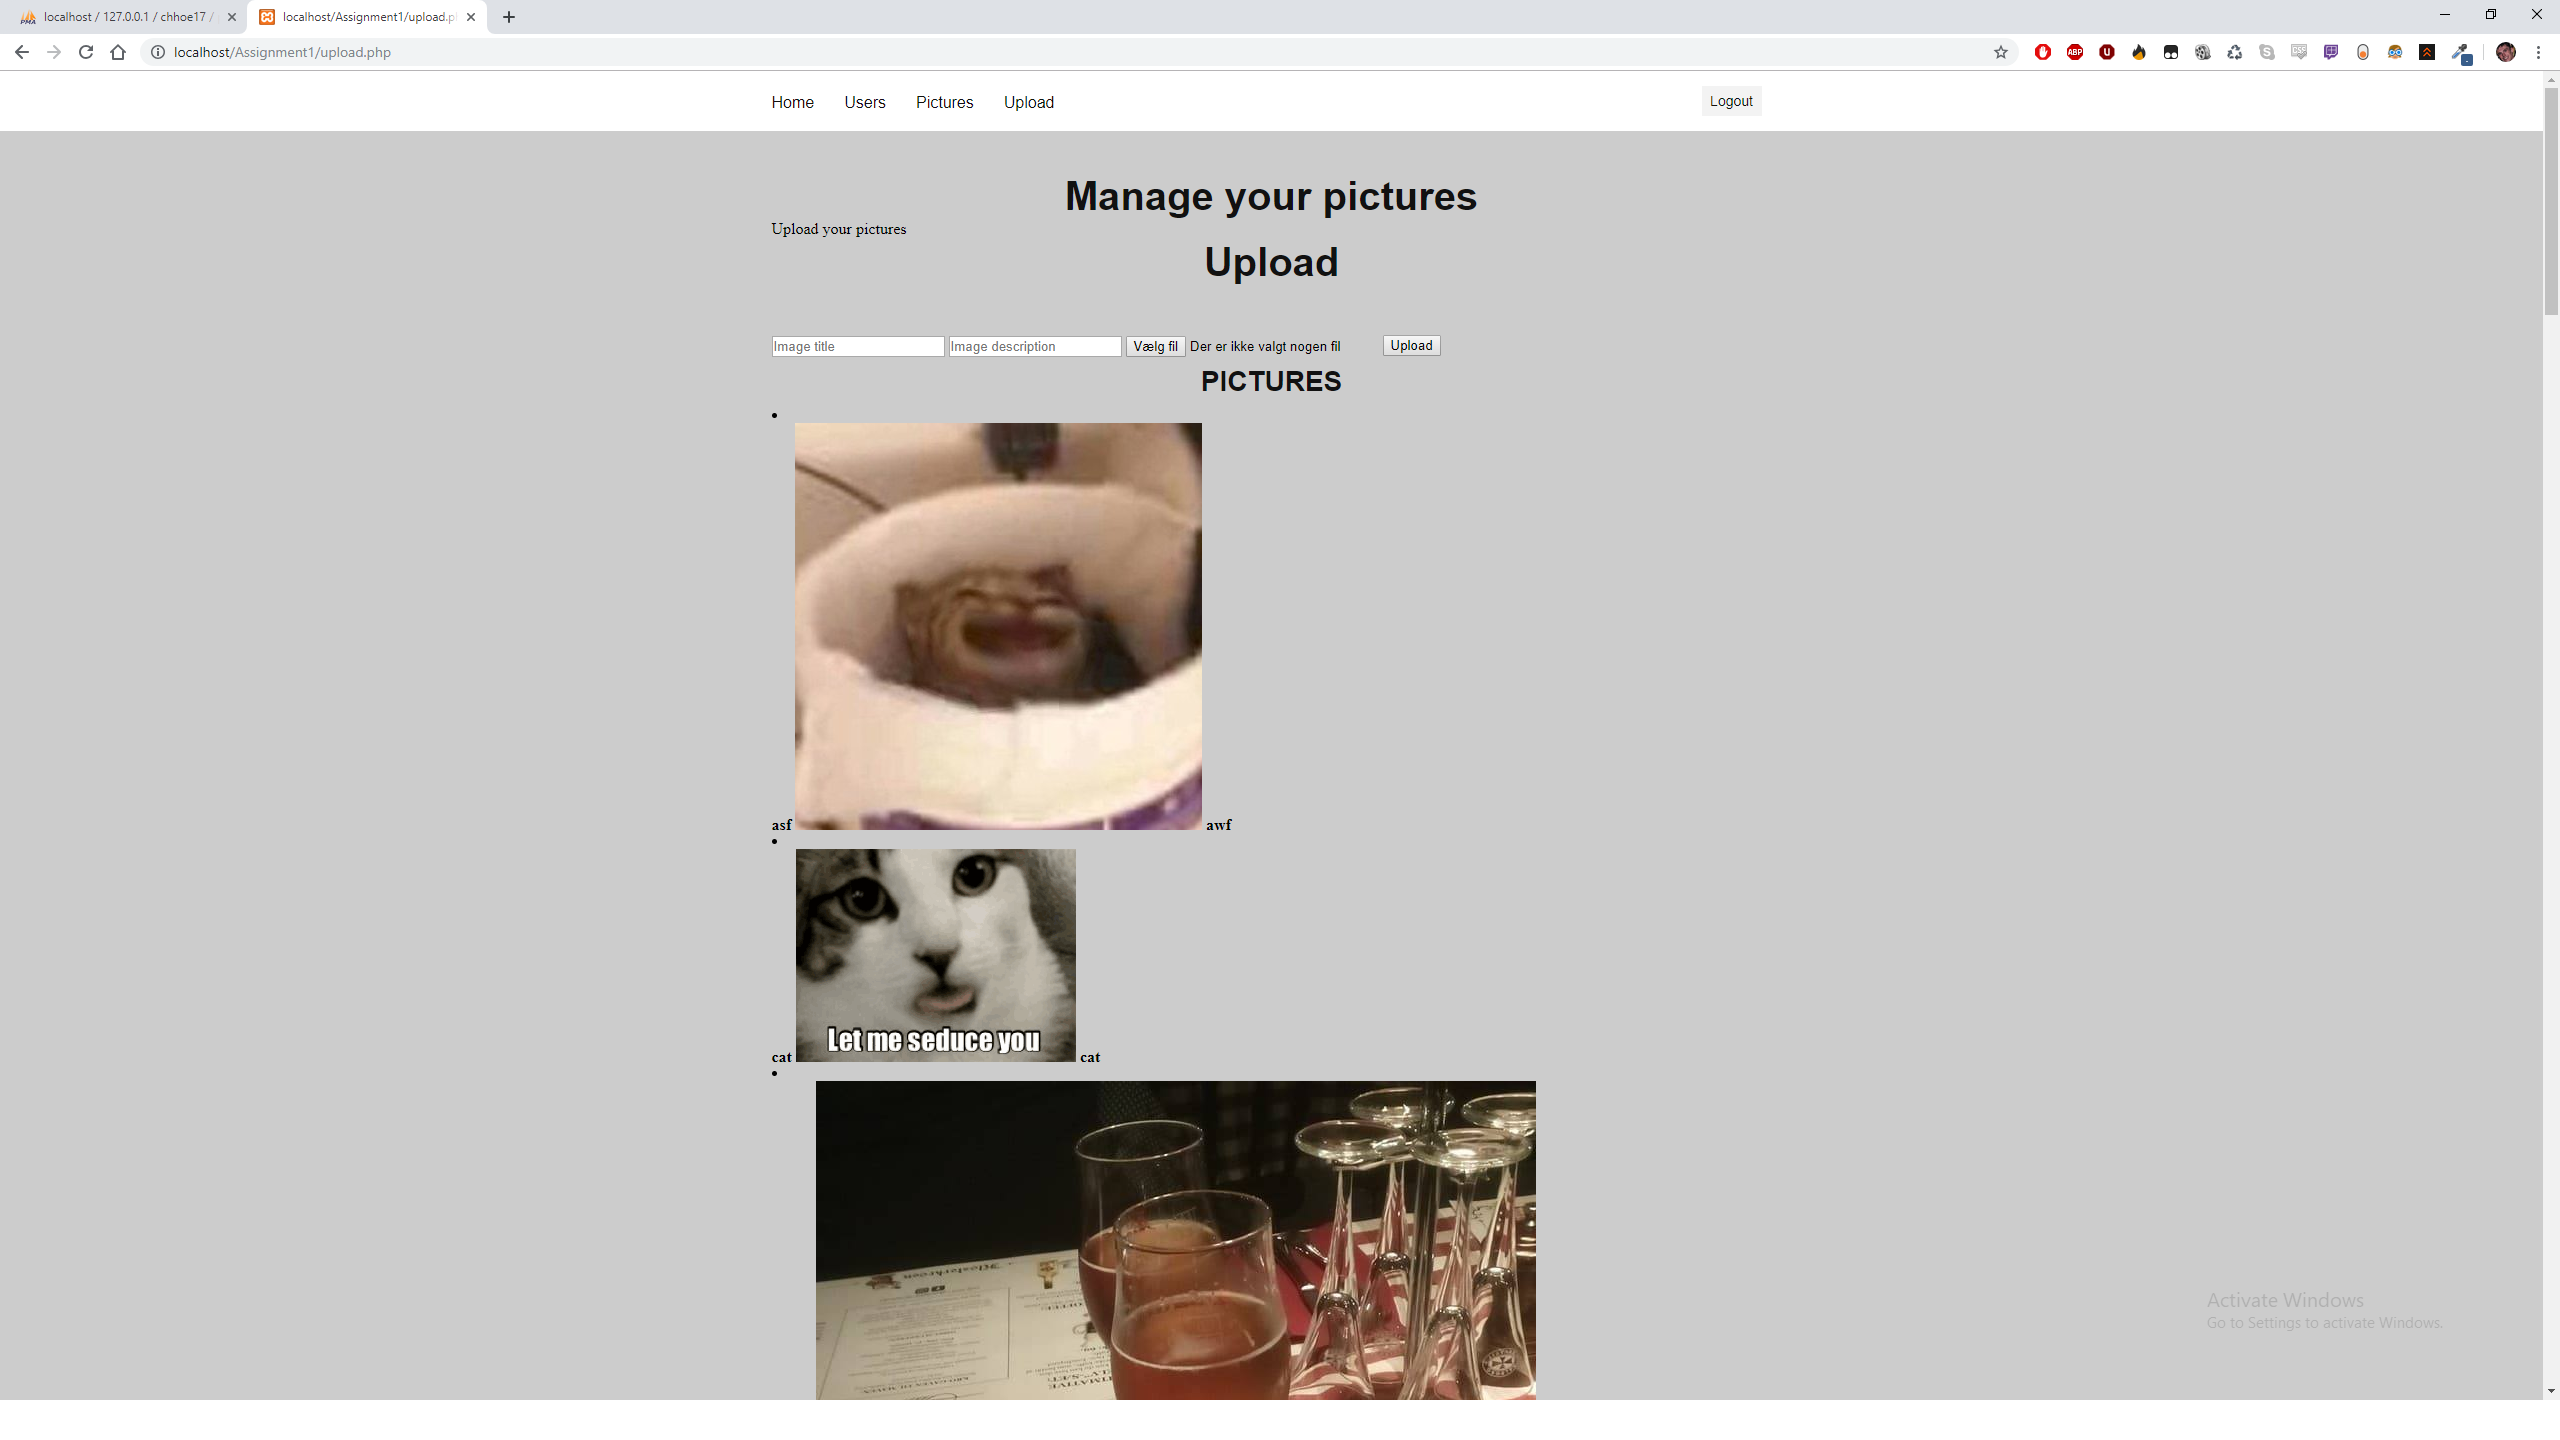 localhost / 127.0.0.1 / chhoe17 /
localhost/Assignment1/upload.p
localhost/Assignment1/upload.php
ABP
Home Users Pictures Upload Logout
Manage your pictures
Upload your pictures
Upload
Image title Image description Vælg fil Der er ikke valgt nogen fil Upload
PICTURES
asf awf
Let me seduce you
cat cat
Klosterkroen
Activate Windows
Go to Settings to activate Windows.